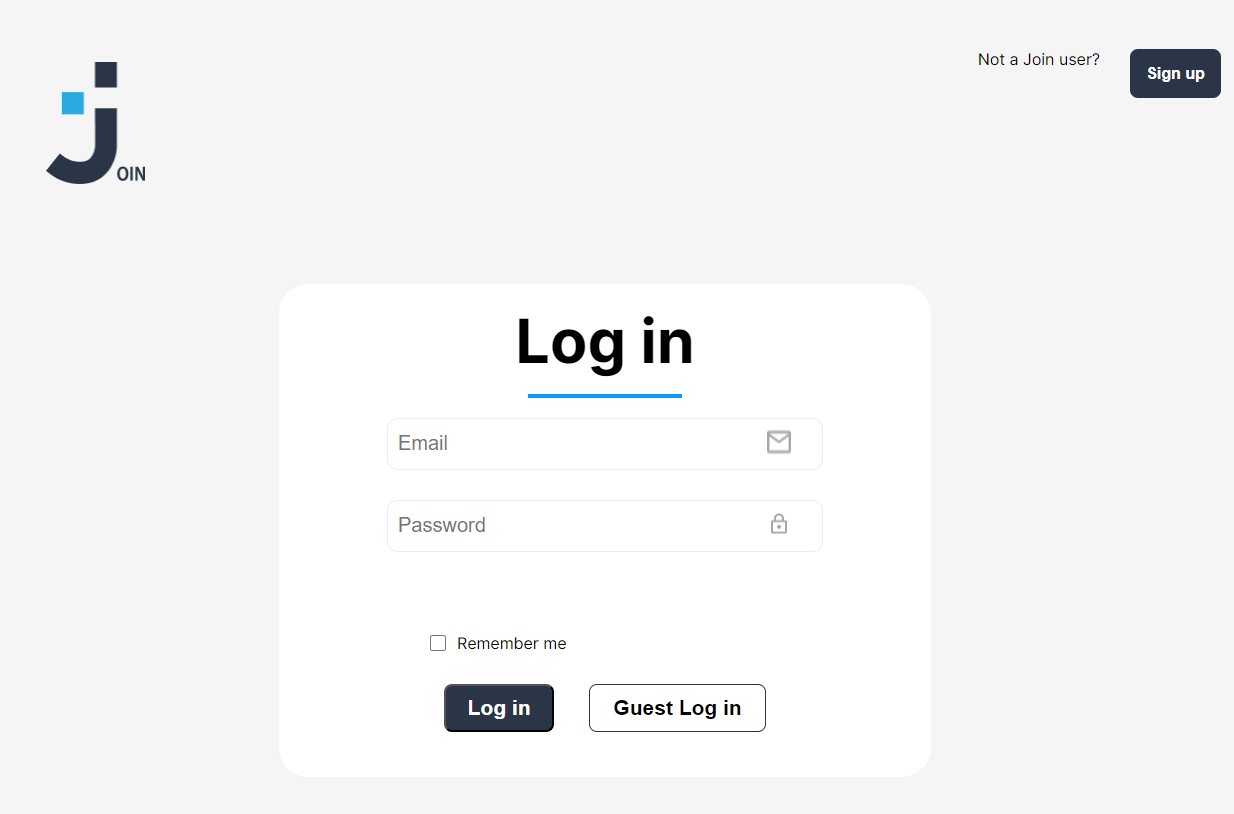 Not a Join user?
Sign up
JOIN
Log in
Email
Password
Remember me
Log in
Guest Log in